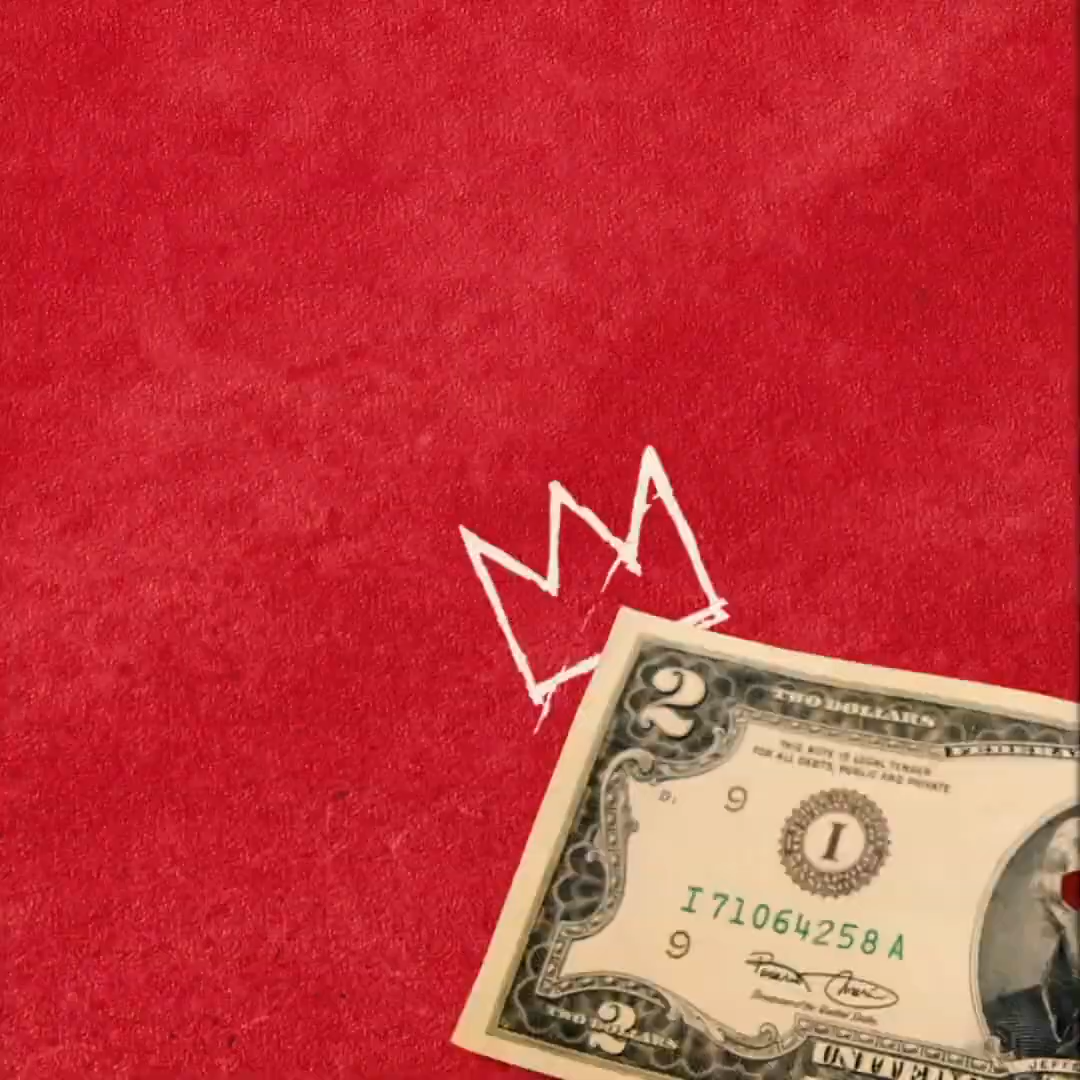 2
TWO DOLLARS
THIS NOTE IS LEGAL TENDER
FOR ALL DEBTS, PUBLIC AND PRIVATE
9
I
I 71064258 A
9
TWO DOLLARS
2